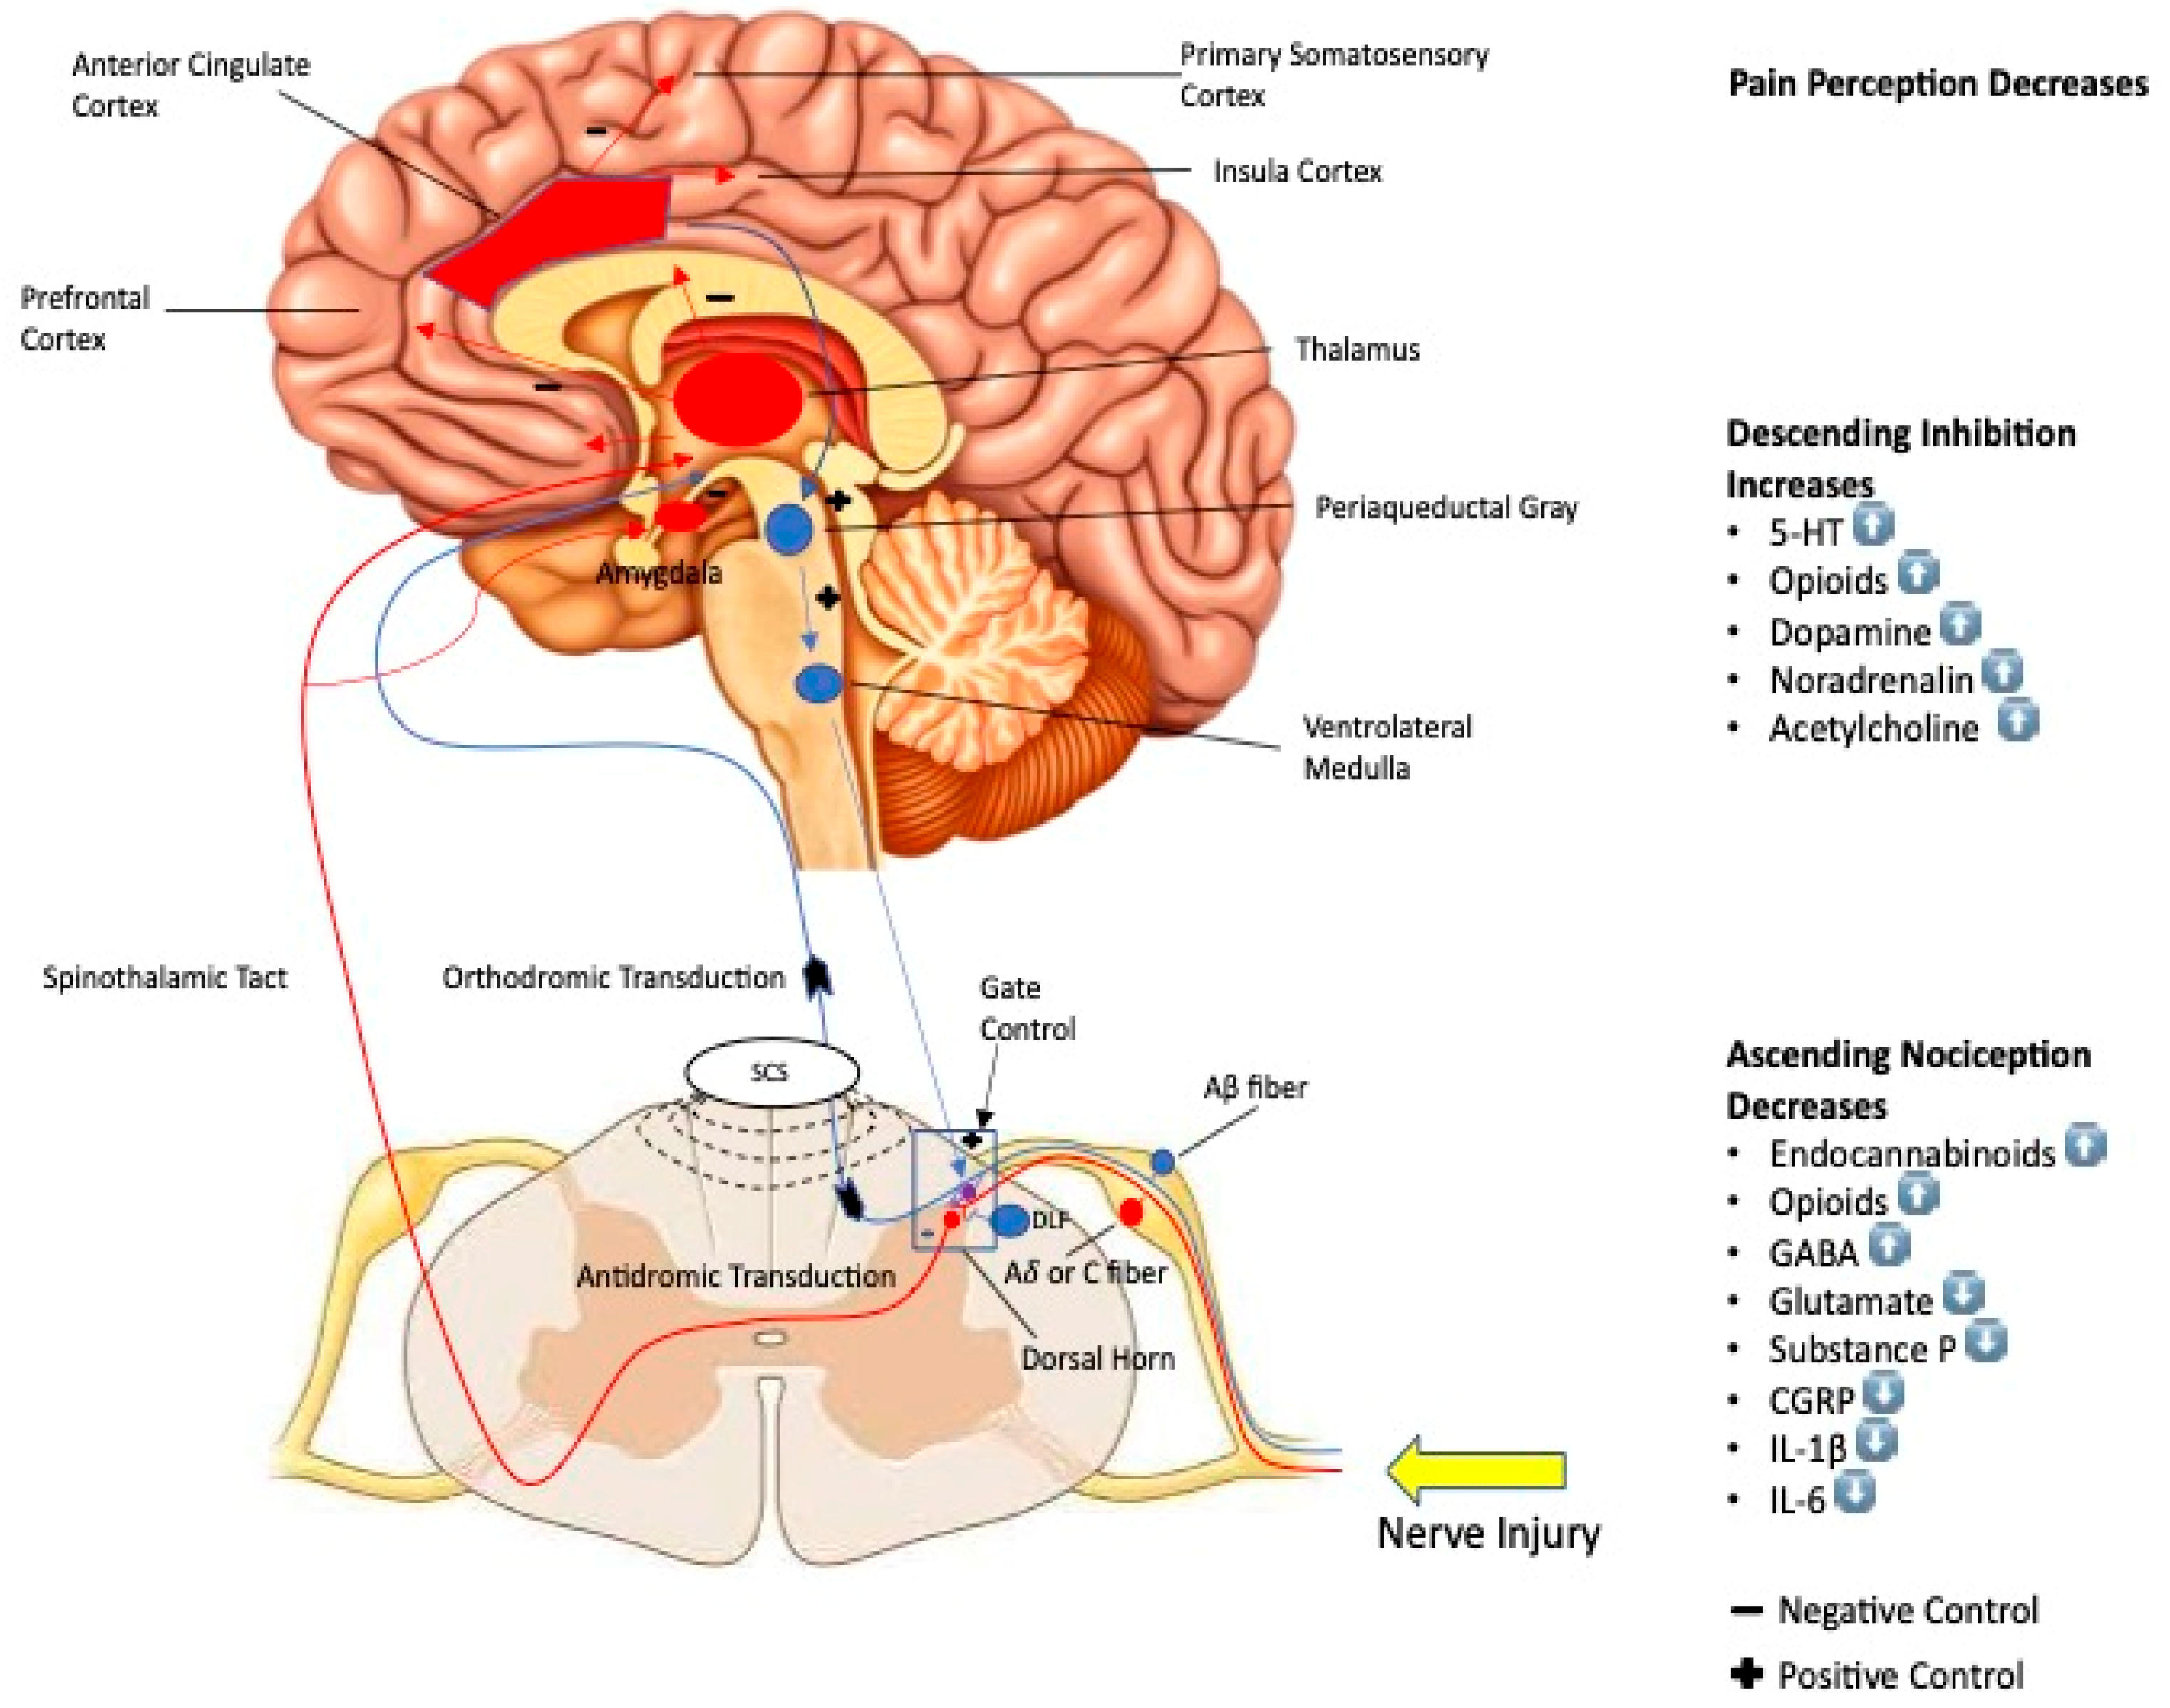 Anterior Cingulate
Cortex
Primary Somatosensory
Cortex
Insula Cortex
Prefrontal
Cortex
Thalamus
Periaqueductal Gray
Amygdala
Ventrolateral
Medulla
Spinothalamic Tact
Orthodromic Transduction
Gate
Control
SCS
Aβ fiber
DLF
Antidromic Transduction
Aδ or C fiber
Dorsal Horn
Nerve Injury
Pain Perception Decreases
Descending Inhibition
Increases
• 5-HT ⬆
• Opioids ⬆
• Dopamine ⬆
• Noradrenalin ⬆
• Acetylcholine ⬆
Ascending Nociception
Decreases
• Endocannabinoids ⬆
• Opioids ⬆
• GABA ⬆
• Glutamate ⬇
• Substance P ⬇
• CGRP ⬇
• IL-1β ⬇
• IL-6 ⬇
− Negative Control
+ Positive Control